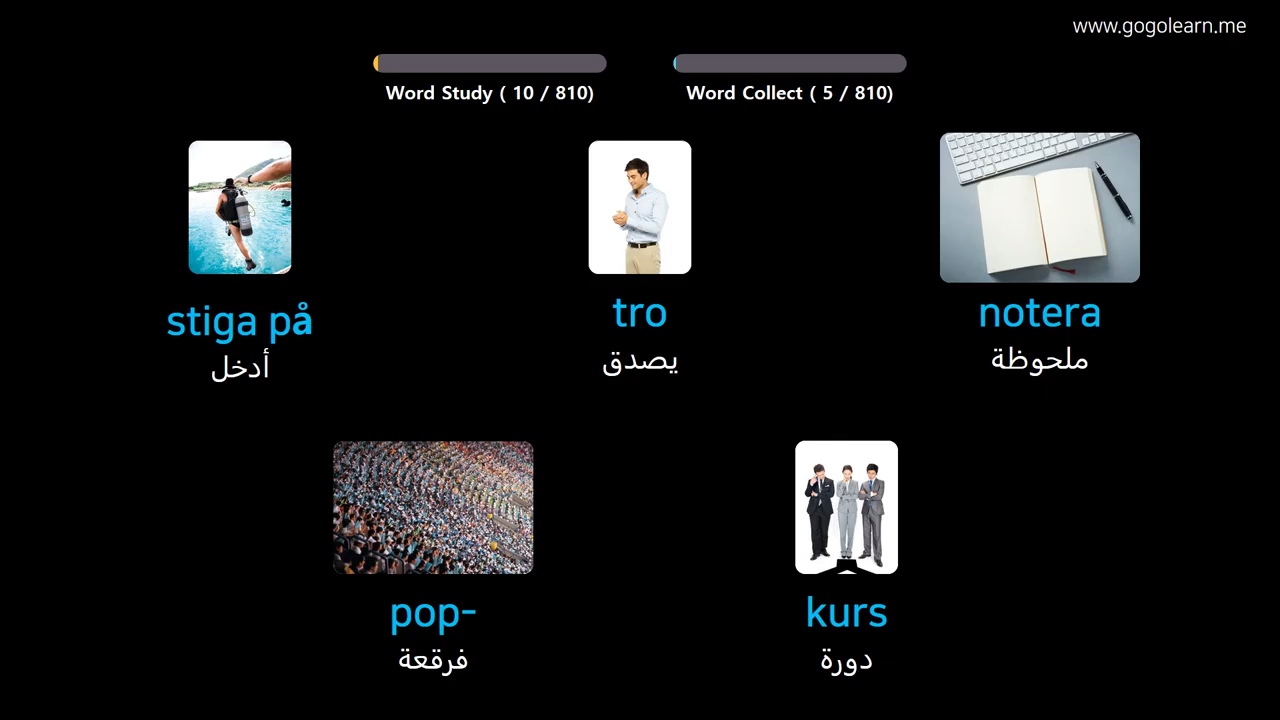 www.gogolearn.me
Word Study ( 10 / 810)
Word Collect ( 5 / 810)
stiga på
أدخل
tro
يصدق
notera
ملحوظة
pop-
فرقعة
kurs
دورة